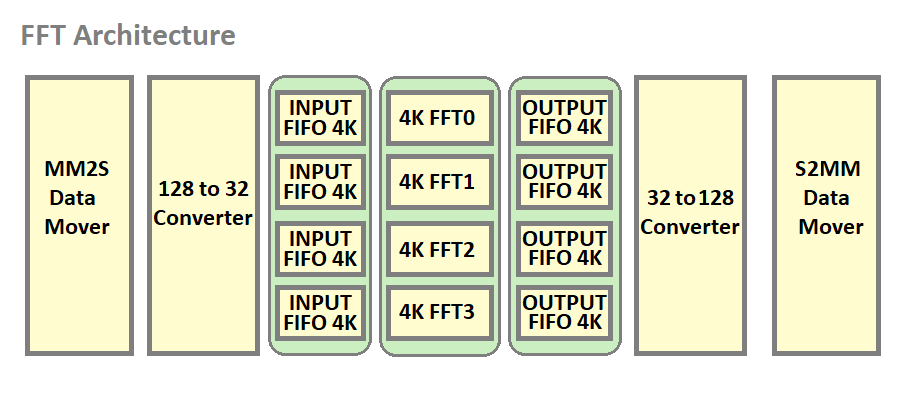 FFT Architecture
MM2S
Data
Mover
128 to 32
Converter
INPUT
FIFO 4K
INPUT
FIFO 4K
INPUT
FIFO 4K
INPUT
FIFO 4K
4K FFT0
4K FFT1
4K FFT2
4K FFT3
OUTPUT
FIFO 4K
OUTPUT
FIFO 4K
OUTPUT
FIFO 4K
OUTPUT
FIFO 4K
32 to 128
Converter
S2MM
Data
Mover